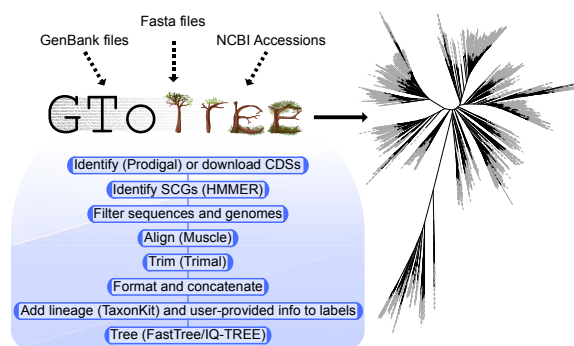 Fasta files
GenBank files
NCBI Accessions
GToTrEE
Identify (Prodigal) or download CDSs
Identify SCGs (HMMER)
Filter sequences and genomes
Align (Muscle)
Trim (Trimal)
Format and concatenate
Add lineage (TaxonKit) and user-provided info to labels
Tree (FastTree/IQ-TREE)